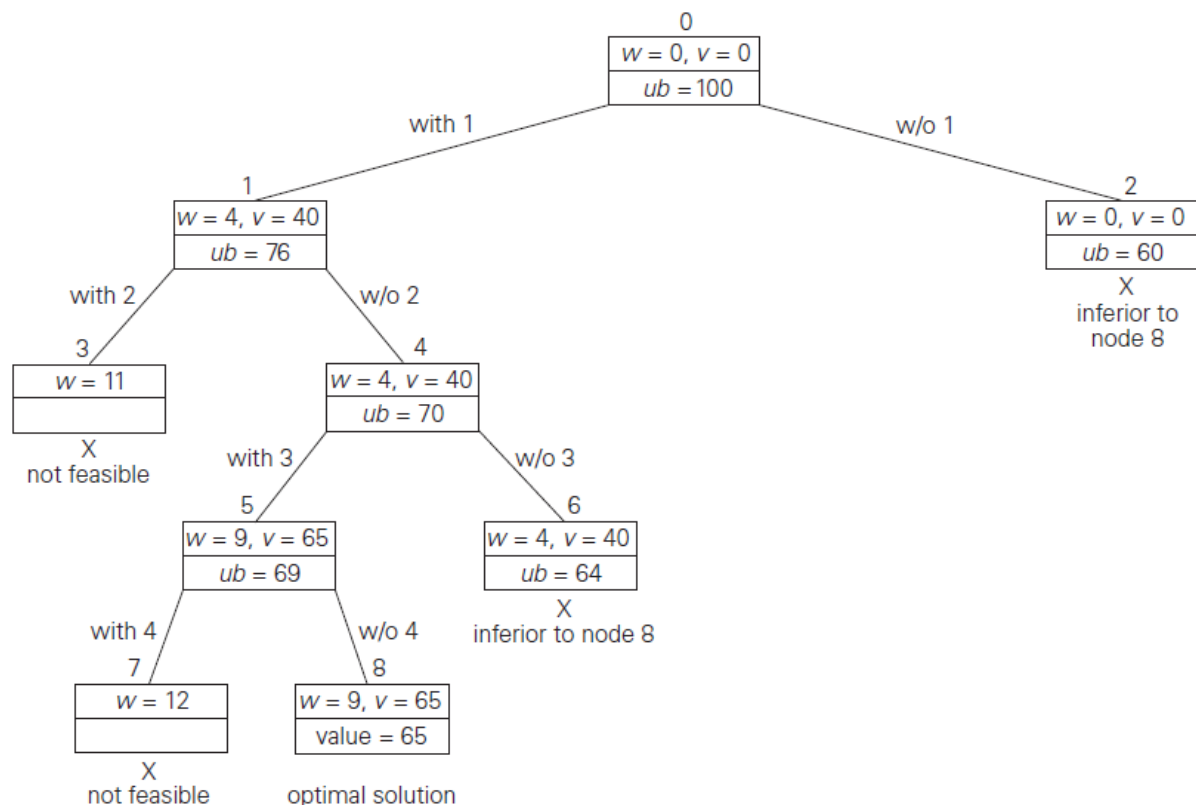 0
w = 0, v = 0
ub = 100
with 1
w/o 1
1
2
w = 4, v = 40
w = 0, v = 0
ub = 76
ub = 60
X
inferior to
node 8
with 2
w/o 2
3
4
w = 11
w = 4, v = 40
ub = 70
X
not feasible
with 3
w/o 3
5
6
w = 9, v = 65
w = 4, v = 40
ub = 69
ub = 64
X
inferior to node 8
with 4
w/o 4
7
8
w = 12
w = 9, v = 65
value = 65
X
not feasible
optimal solution